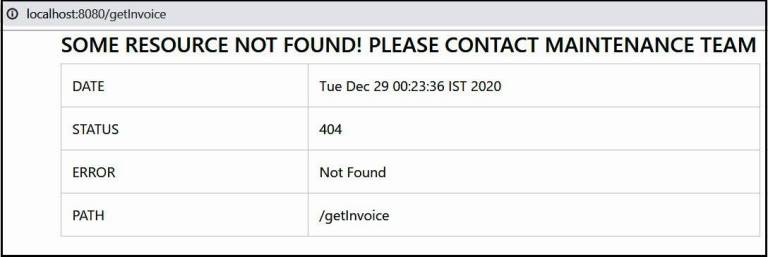 localhost:8080/getInvoice
SOME RESOURCE NOT FOUND! PLEASE CONTACT MAINTENANCE TEAM
DATE Tue Dec 29 00:23:36 IST 2020
STATUS 404
ERROR Not Found
PATH /getInvoice